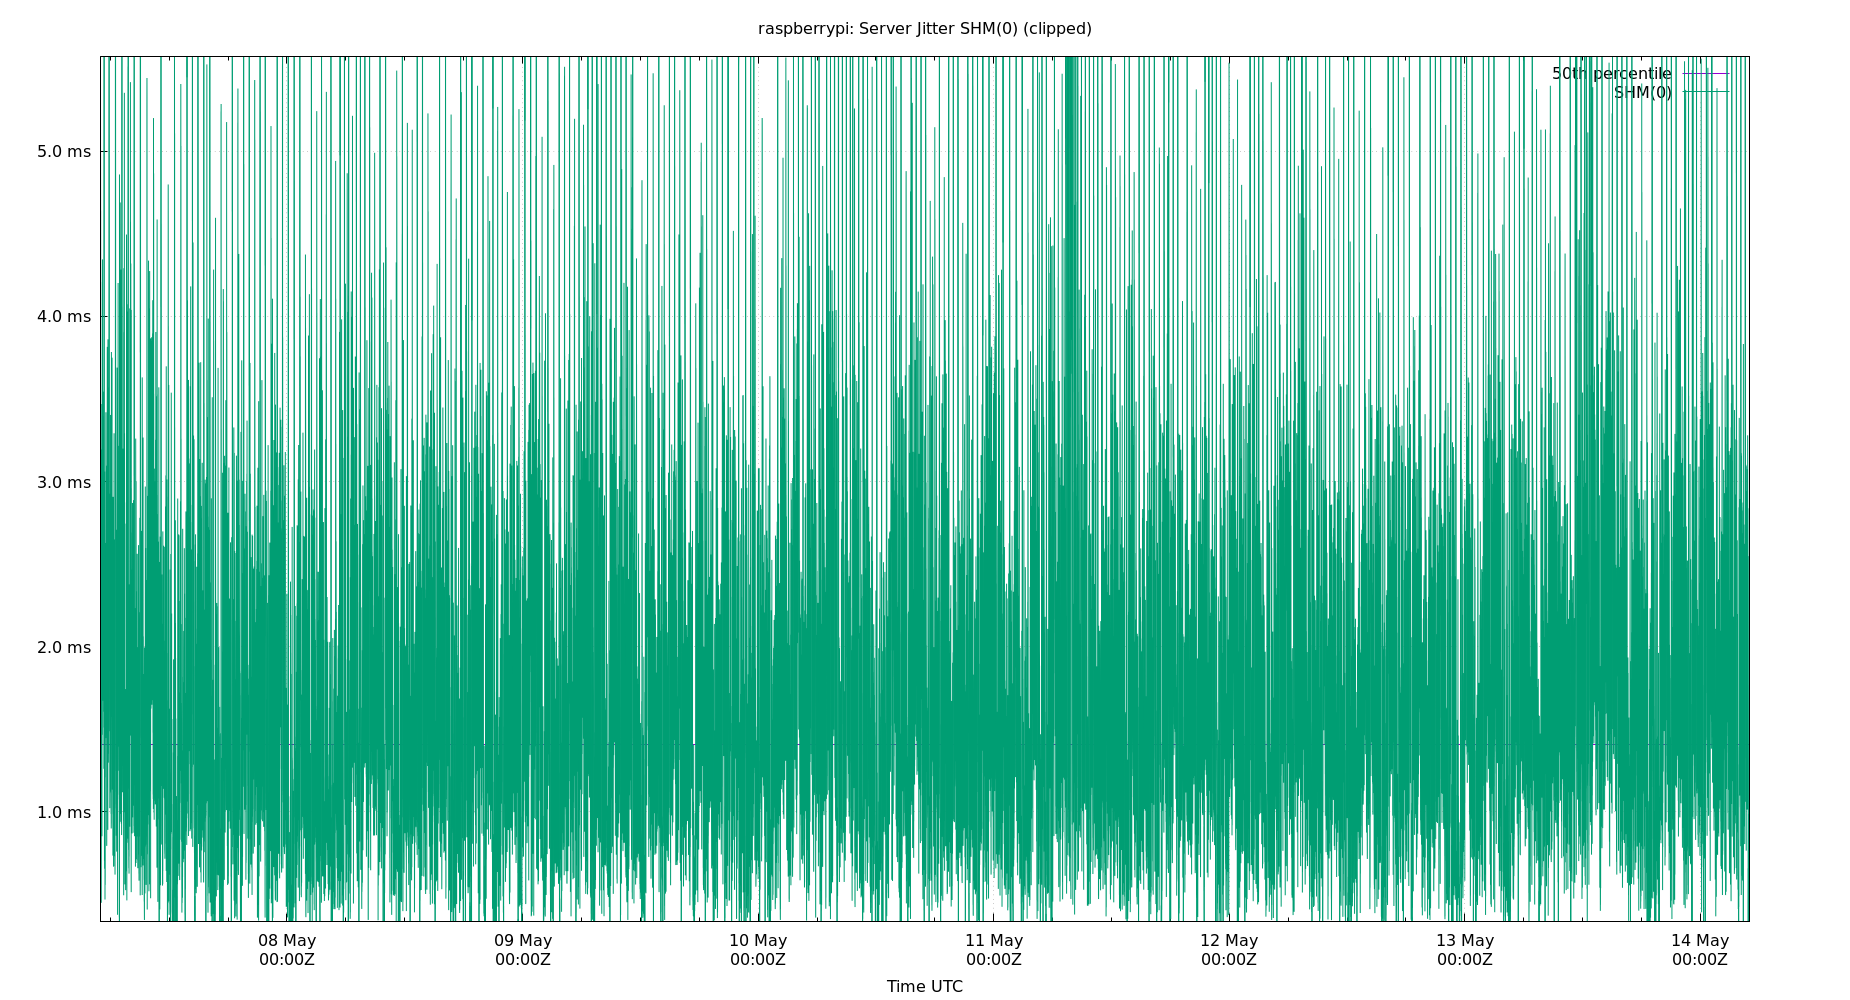 raspberrypi: Server Jitter SHM(0) (clipped)
50th percentile
SHM(0)
5.0 ms
4.0 ms
3.0 ms
2.0 ms
1.0 ms
08 May 09 May 10 May 11 May 12 May 13 May 14 May
00:00Z 00:00Z 00:00Z 00:00Z 00:00Z 00:00Z 00:00Z
Time UTC